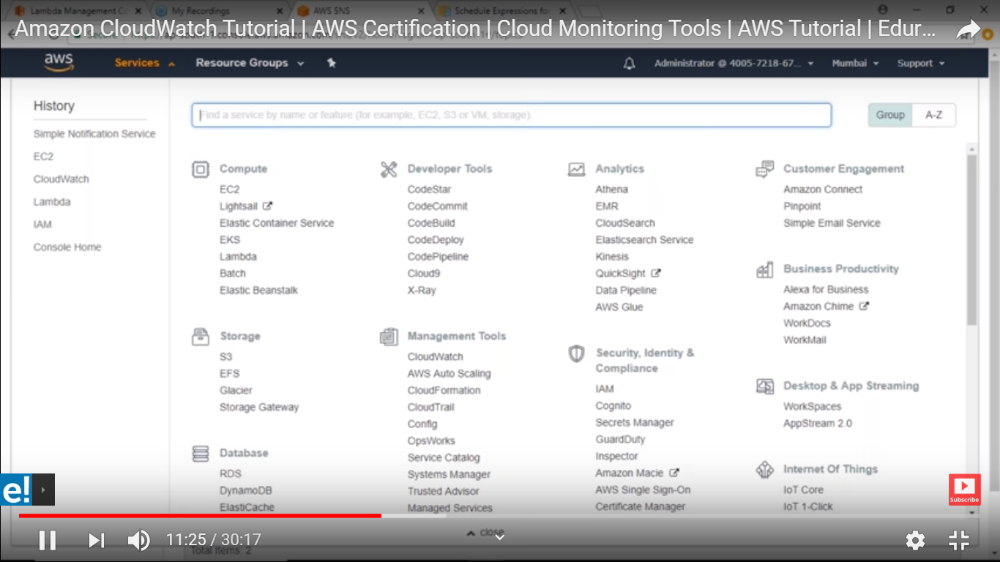 Lambda Management Co
My Recordings
AWS SNS
Schedule Expressions for
Amazon CloudWatch Tutorial | AWS Certification | Cloud Monitoring Tools | AWS Tutorial | Edur...
aws
Services
Resource Groups
Administrator @ 4005-7218-67...
Mumbai
Support
History
Simple Notification Service
EC2
CloudWatch
Lambda
IAM
Console Home
Find a service by name or feature (for example, EC2, S3 or VM, storage).
Group
A-Z
Compute
EC2
Lightsail
Elastic Container Service
EKS
Lambda
Batch
Elastic Beanstalk
Storage
S3
EFS
Glacier
Storage Gateway
Database
RDS
DynamoDB
ElastiCache
Developer Tools
CodeStar
CodeCommit
CodeBuild
CodeDeploy
CodePipeline
Cloud9
X-Ray
Management Tools
CloudWatch
AWS Auto Scaling
CloudFormation
CloudTrail
Config
OpsWorks
Service Catalog
Systems Manager
Trusted Advisor
Managed Services
Analytics
Athena
EMR
CloudSearch
Elasticsearch Service
Kinesis
QuickSight
Data Pipeline
AWS Glue
Security, Identity &
Compliance
IAM
Cognito
Secrets Manager
GuardDuty
Inspector
Amazon Macie
AWS Single Sign-On
Certificate Manager
Customer Engagement
Amazon Connect
Pinpoint
Simple Email Service
Business Productivity
Alexa for Business
Amazon Chime
WorkDocs
WorkMail
Desktop & App Streaming
WorkSpaces
AppStream 2.0
Internet Of Things
IoT Core
IoT 1-Click
e!
Subscribe
close
11:25 / 30:17
Total Items: 2